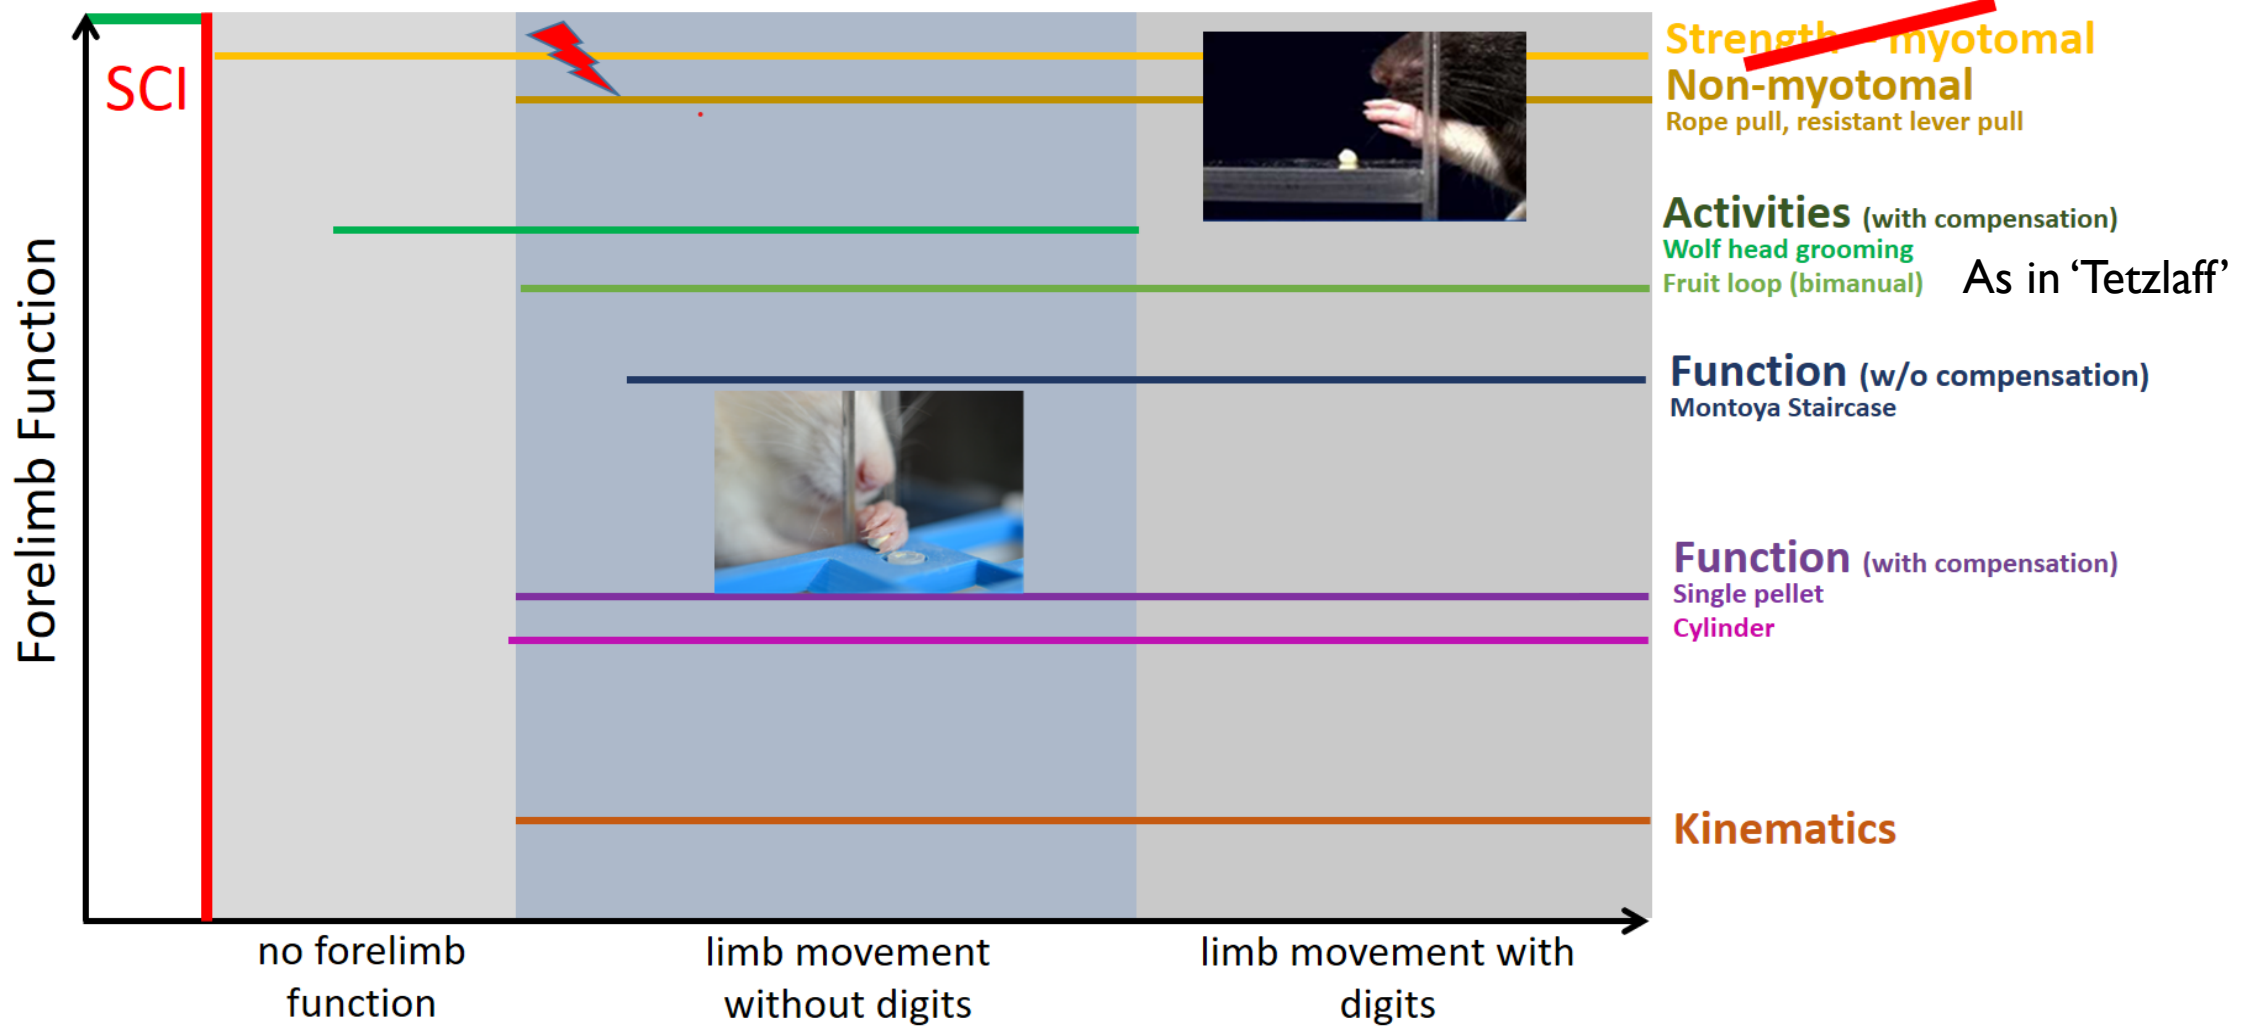 Forelimb Function
SCI
Strength - myotomal
Non-myotomal
Rope pull, resistant lever pull
Activities (with compensation)
Wolf head grooming
Fruit loop (bimanual)
As in ‘Tetzlaff’
Function (w/o compensation)
Montoya Staircase
Function (with compensation)
Single pellet
Cylinder
Kinematics
no forelimb
function
limb movement
without digits
limb movement with
digits